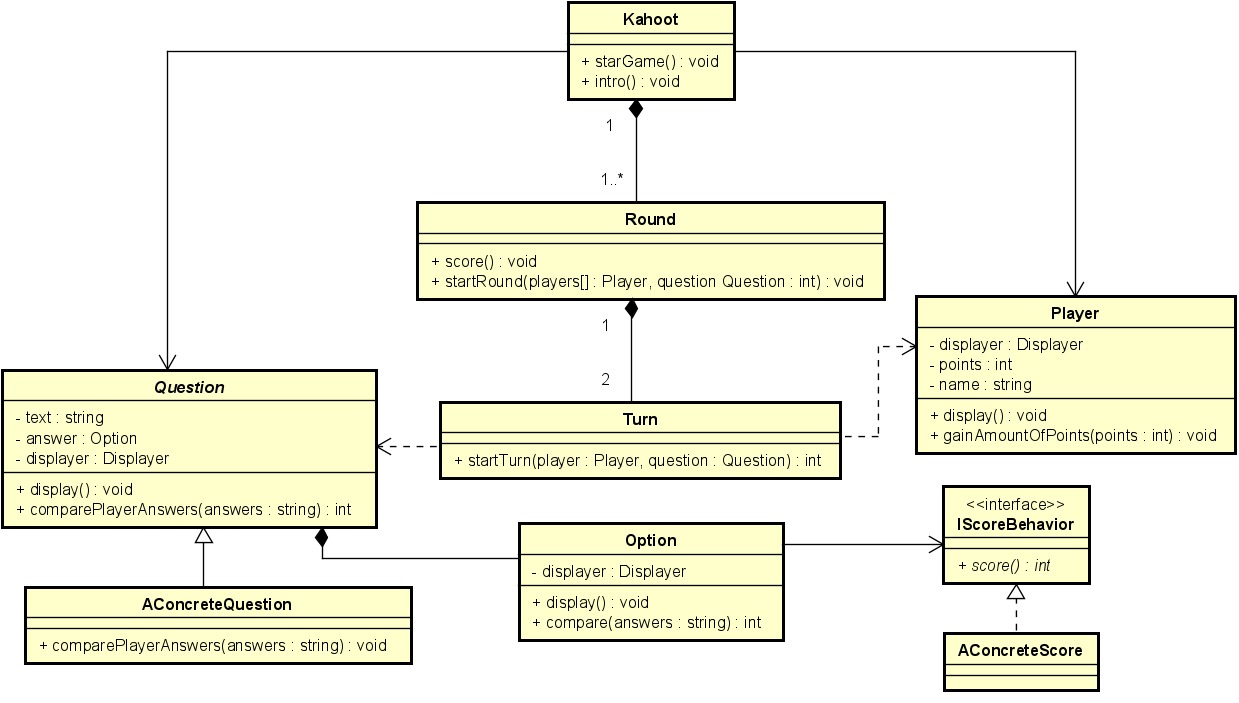 Kahoot
+ starGame() : void
+ intro() : void
1
1..*
Round
+ score() : void
+ startRound(players[] : Player, question Question : int) : void
1
2
Player
- displayer : Displayer
- points : int
- name : string
+ display() : void
+ gainAmountOfPoints(points : int) : void
Question
- text : string
- answer : Option
- displayer : Displayer
+ display() : void
+ comparePlayerAnswers(answers : string) : int
Turn
+ startTurn(player : Player, question : Question) : int
<<interface>>
IScoreBehavior
+ score() : int
Option
- displayer : Displayer
+ display() : void
+ compare(answers : string) : int
AConcreteQuestion
+ comparePlayerAnswers(answers : string) : void
AConcreteScore